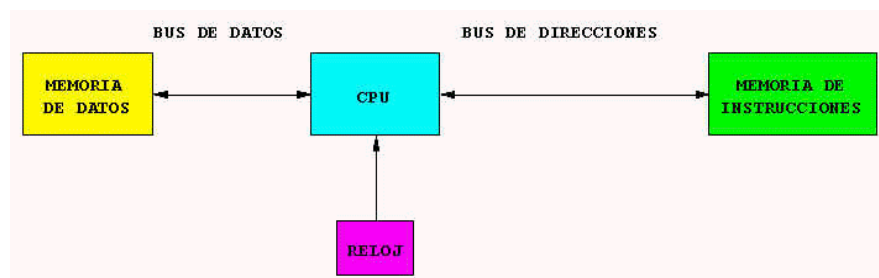 BUS DE DATOS
BUS DE DIRECCIONES
MEMORIA
DE DATOS
CPU
MEMORIA DE
INSTRUCCIONES
RELOJ